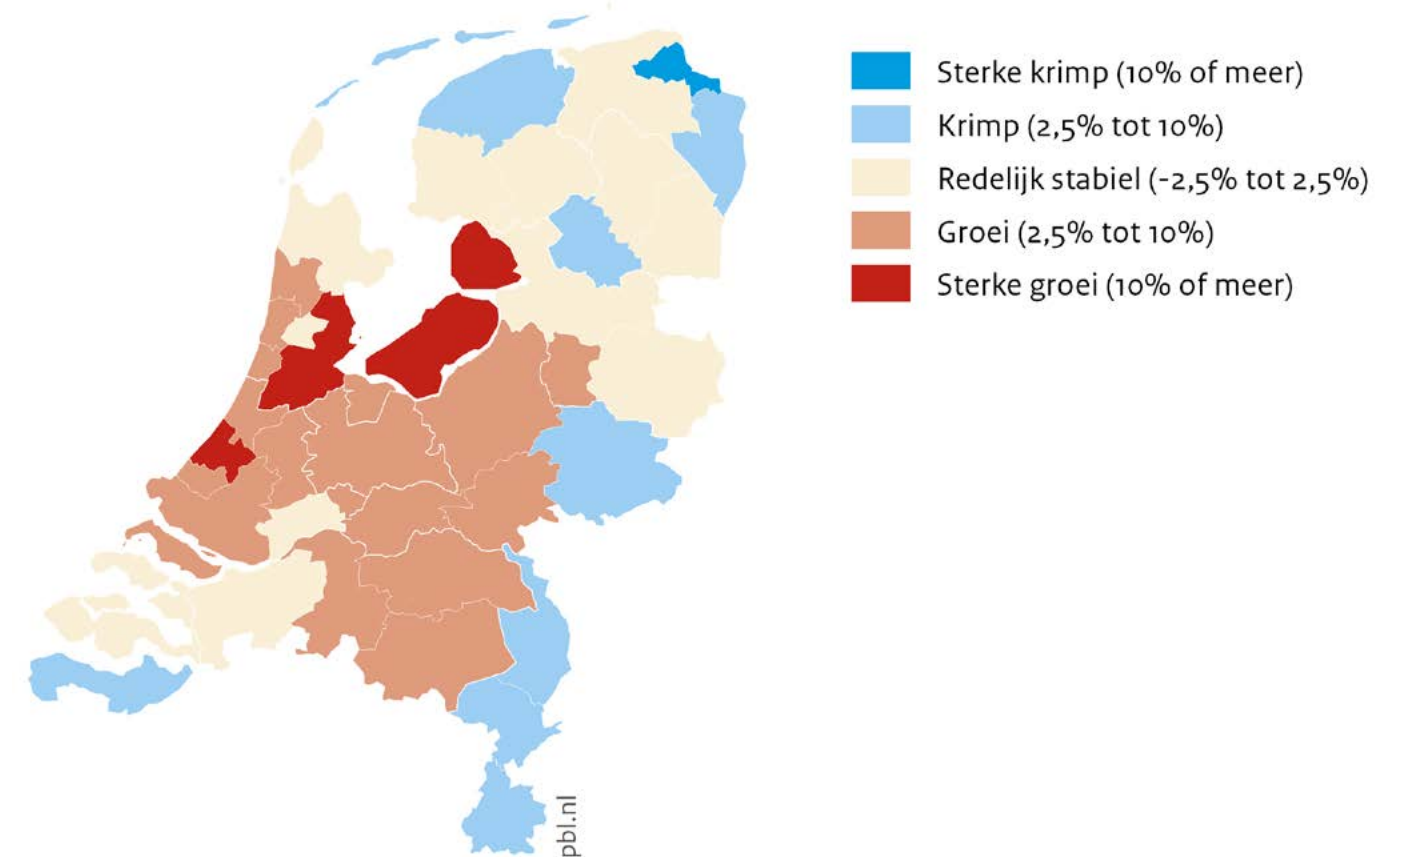 Sterke krimp (10% of meer)
Krimp (2,5% tot 10%)
Redelijk stabiel (-2,5% tot 2,5%)
Groei (2,5% tot 10%)
Sterke groei (10% of meer)
pbl.nl